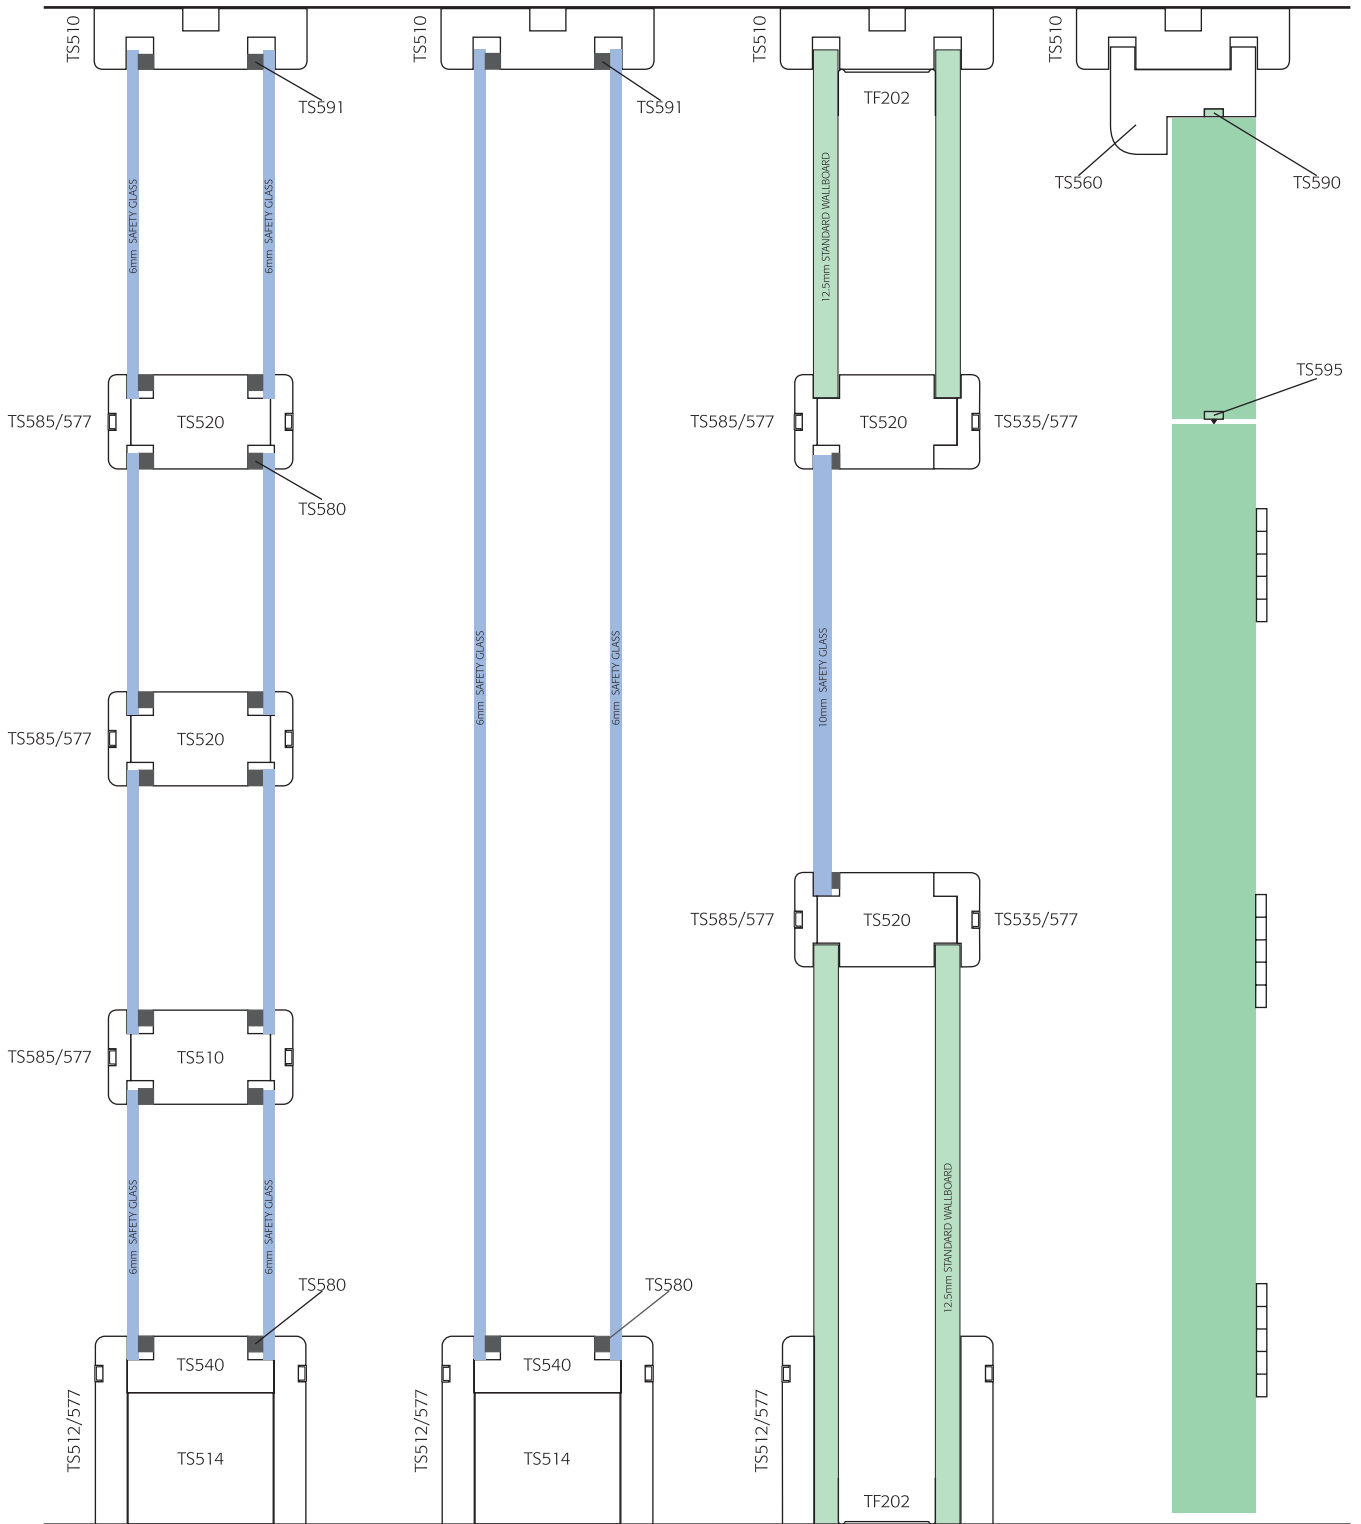 TS510
TS591
6mm SAFETY GLASS
6mm SAFETY GLASS
TS585/577
TS520
TS580
TS585/577
TS520
TS585/577
TS510
6mm SAFETY GLASS
6mm SAFETY GLASS
TS580
TS540
TS512/577
TS514
TS510
TS591
6mm SAFETY GLASS
6mm SAFETY GLASS
TS580
TS540
TS512/577
TS514
TS510
TF202
12.5mm STANDARD WALLBOARD
TS585/577
TS520
TS535/577
10mm SAFETY GLASS
TS585/577
TS520
TS535/577
12.5mm STANDARD WALLBOARD
TS512/577
TF202
TS510
TS560
TS590
TS595